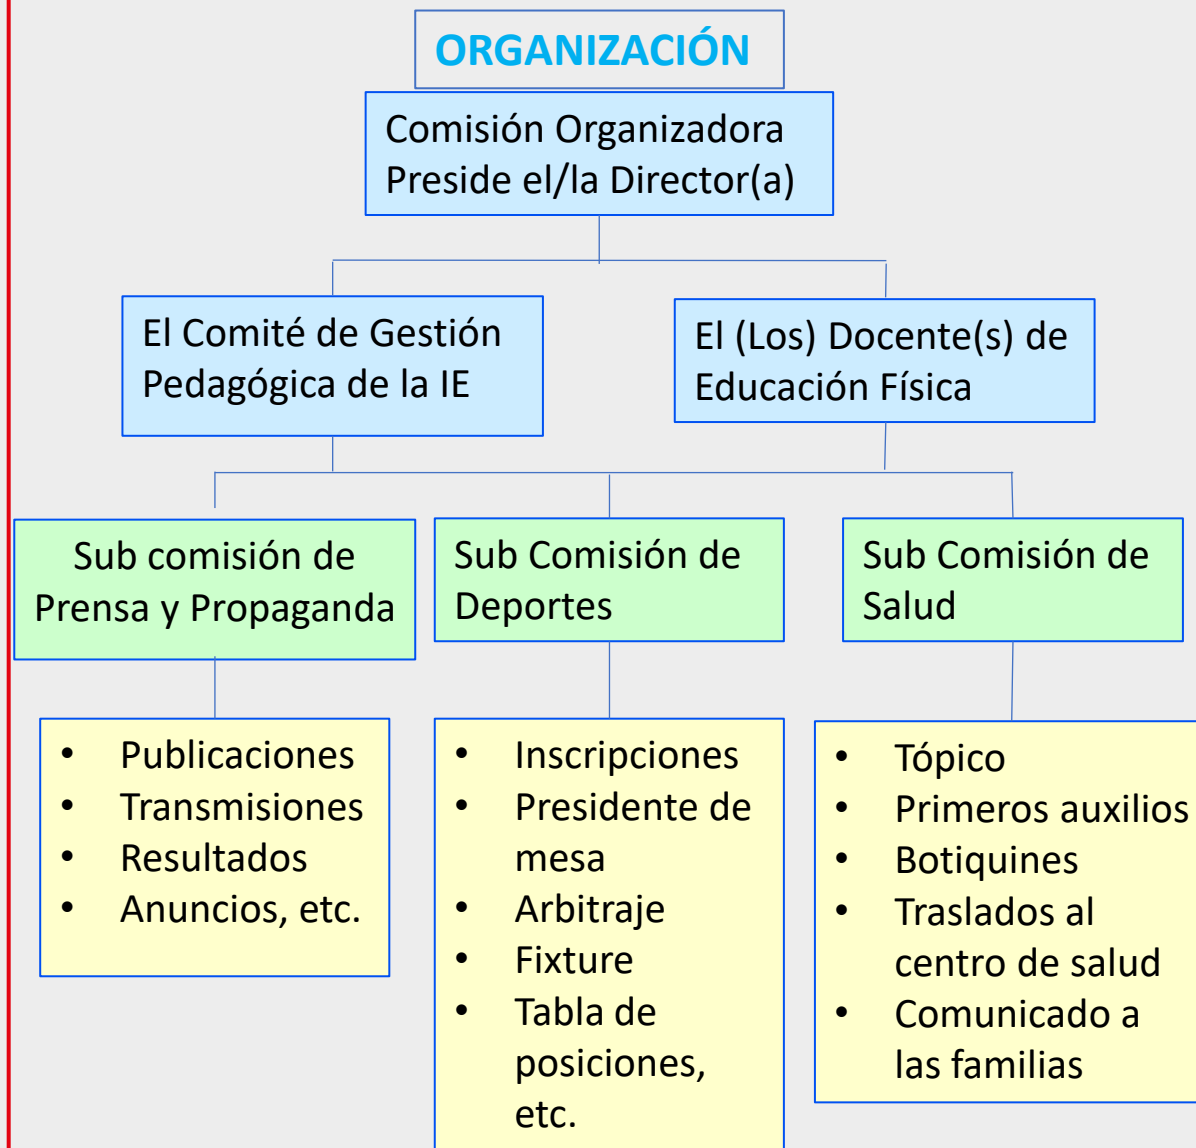 ORGANIZACIÓN
Comisión Organizadora
Preside el/la Director(a)
El Comité de Gestión
Pedagógica de la IE
El (Los) Docente(s) de
Educación Física
Sub comisión de
Prensa y Propaganda
Sub Comisión de
Deportes
Sub Comisión de
Salud
• Publicaciones
• Transmisiones
• Resultados
• Anuncios, etc.
• Inscripciones
• Presidente de
mesa
• Arbitraje
• Fixture
• Tabla de
posiciones,
etc.
• Tópico
• Primeros auxilios
• Botiquines
• Traslados al
centro de salud
• Comunicado a
las familias